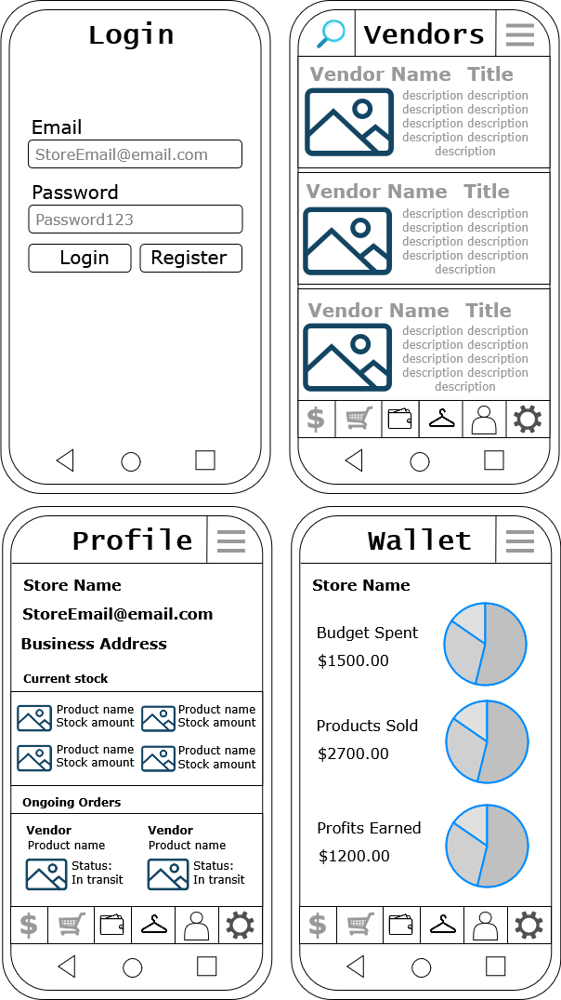 Login
Email
StoreEmail@email.com
Password
Password123
Login Register
Vendors
Vendor Name Title
description description
description description
description description
description description
description
Vendor Name Title
description description
description description
description description
description description
description
Vendor Name Title
description description
description description
description description
description description
description
$
Profile
Store Name
StoreEmail@email.com
Business Address
Current stock
Product name
Stock amount
Product name
Stock amount
Product name
Stock amount
Product name
Stock amount
Ongoing Orders
Vendor
Product name
Status:
In transit
Vendor
Product name
Status:
In transit
$
Wallet
Store Name
Budget Spent
$1500.00
Products Sold
$2700.00
Profits Earned
$1200.00
$